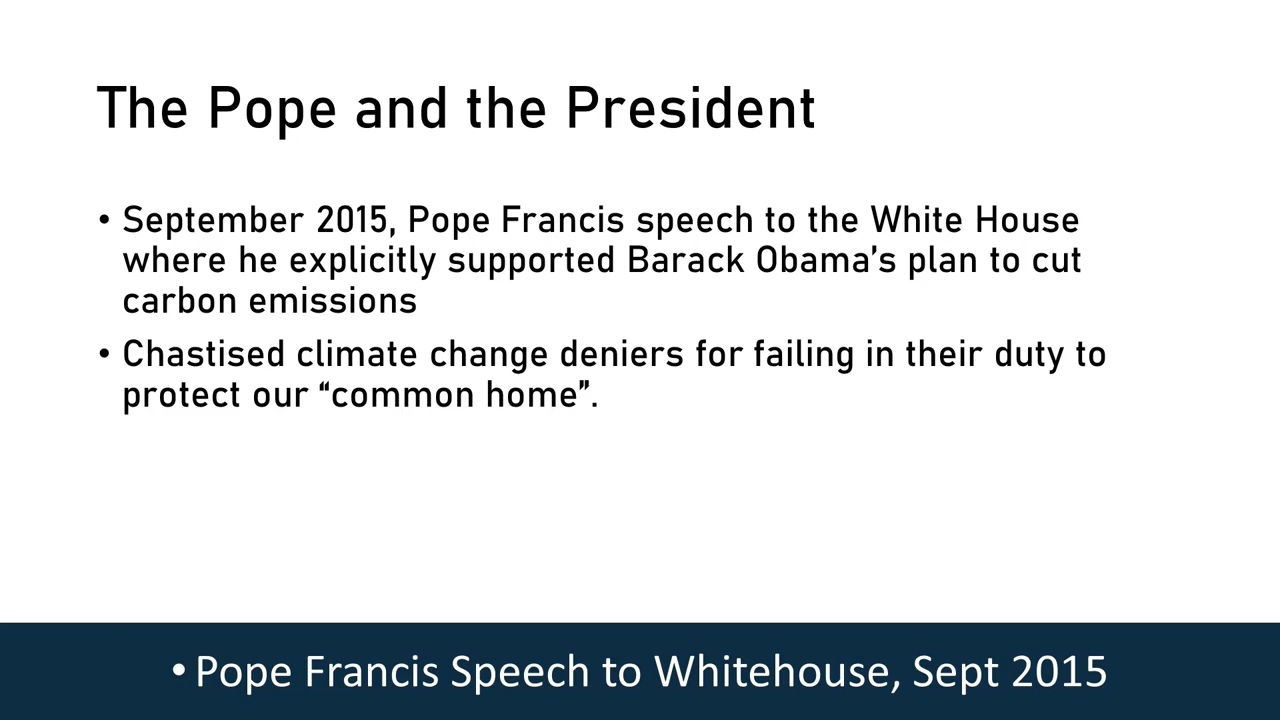 The Pope and the President
• September 2015, Pope Francis speech to the White House
where he explicitly supported Barack Obama’s plan to cut
carbon emissions
• Chastised climate change deniers for failing in their duty to
protect our “common home”.
• Pope Francis Speech to Whitehouse, Sept 2015